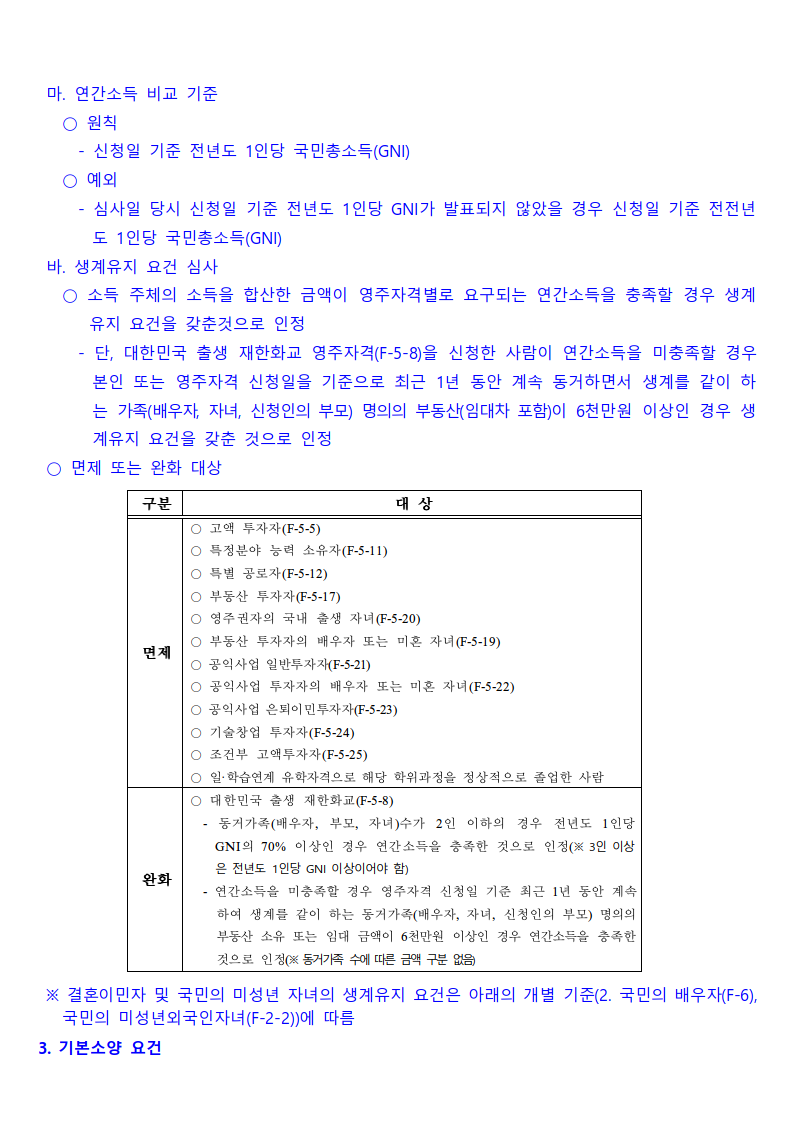 마. 연간소득 비교 기준
○ 원칙
- 신청일 기준 전년도 1인당 국민총소득(GNI)
○ 예외
- 심사일 당시 신청일 기준 전년도 1인당 GNI가 발표되지 않았을 경우 신청일 기준 전전년
도 1인당 국민총소득(GNI)
바. 생계유지 요건 심사
○ 소득 주체의 소득을 합산한 금액이 영주자격별로 요구되는 연간소득을 충족할 경우 생계
유지 요건을 갖춘것으로 인정
- 단, 대한민국 출생 재한화교 영주자격(F-5-8)을 신청한 사람이 연간소득을 미충족할 경우
본인 또는 영주자격 신청일을 기준으로 최근 1년 동안 계속 동거하면서 생계를 같이 하
는 가족(배우자, 자녀, 신청인의 부모) 명의의 부동산(임대차 포함)이 6천만원 이상인 경우 생
계유지 요건을 갖춘 것으로 인정
○ 면제 또는 완화 대상
구분 대 상
면제
○ 고액 투자자(F-5-5)
○ 특정분야 능력 소유자(F-5-11)
○ 특별 공로자(F-5-12)
○ 부동산 투자자(F-5-17)
○ 영주권자의 국내 출생 자녀(F-5-20)
○ 부동산 투자자의 배우자 또는 미혼 자녀(F-5-19)
○ 공익사업 일반투자자(F-5-21)
○ 공익사업 투자자의 배우자 또는 미혼 자녀(F-5-22)
○ 공익사업 은퇴이민투자자(F-5-23)
○ 기술창업 투자자(F-5-24)
○ 조건부 고액투자자(F-5-25)
○ 일·학습연계 유학자격으로 해당 학위과정을 정상적으로 졸업한 사람
완화
○ 대한민국 출생 재한화교(F-5-8)
- 동거가족(배우자, 부모, 자녀)수가 2인 이하의 경우 전년도 1인당
GNI의 70% 이상인 경우 연간소득을 충족한 것으로 인정(※ 3인 이상
은 전년도 1인당 GNI 이상이어야 함)
- 연간소득을 미충족할 경우 영주자격 신청일 기준 최근 1년 동안 계속
하여 생계를 같이 하는 동거가족(배우자, 자녀, 신청인의 부모) 명의의
부동산 소유 또는 임대 금액이 6천만원 이상인 경우 연간소득을 충족한
것으로 인정(※ 동거가족 수에 따른 금액 구분 없음)
※ 결혼이민자 및 국민의 미성년 자녀의 생계유지 요건은 아래의 개별 기준(2. 국민의 배우자(F-6),
국민의 미성년외국인자녀(F-2-2))에 따름
3. 기본소양 요건